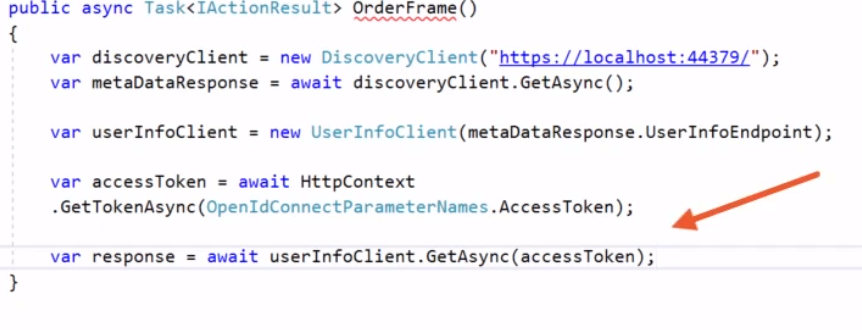 public async Task<IActionResult> OrderFrame()
{
var discoveryClient = new DiscoveryClient("https://localhost:44379/");
var metaDataResponse = await discoveryClient.GetAsync();
var userInfoClient = new UserInfoClient(metaDataResponse.UserInfoEndpoint);
var accessToken = await HttpContext
.GetTokenAsync(OpenIdConnectParameterNames.AccessToken);
var response = await userInfoClient.GetAsync(accessToken);
}